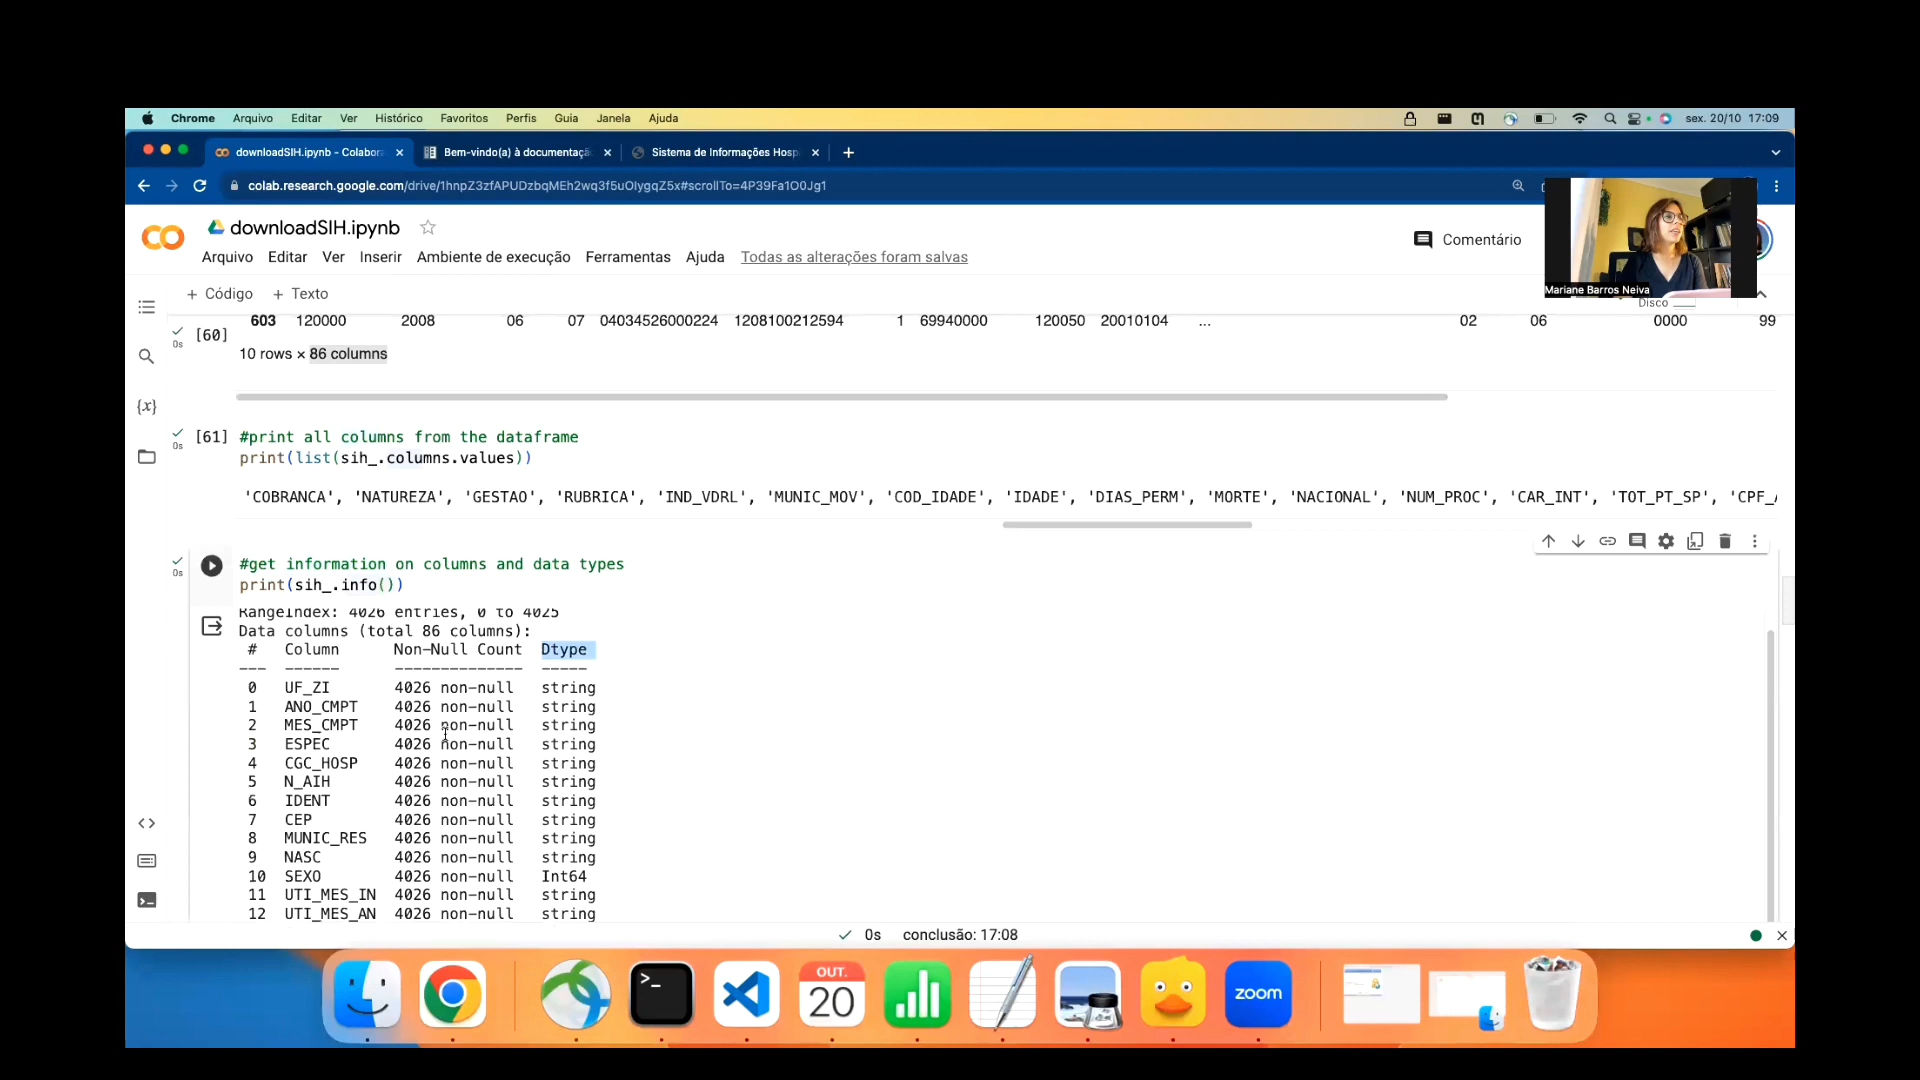 Chrome Arquivo Editar Ver Histórico Favoritos Perfis Guia Janela Ajuda sex. 20/10 17:09
downloadSIH.ipynb - Colabora Bem-vindo(a) à documentaçã Sistema de Informações Hosp
colab.research.google.com/drive/1hnpZ3zfAPUDzbqMEh2wq3f5uOlygqZ5x#scrollTo=4P39Fa1O0Jg1
downloadSIH.ipynb
Comentário
Arquivo Editar Ver Inserir Ambiente de execução Ferramentas Ajuda Todas as alterações foram salvas
Mariane Barros Neiva
+ Código + Texto
Disco
603 120000 2008 06 07 04034526000224 1208100212594 1 69940000 120050 20010104 ... 02 06 0000 99
[60]
0s
10 rows × 86 columns
{x}
[61] #print all columns from the dataframe
0s
print(list(sih_.columns.values))
'COBRANCA', 'NATUREZA', 'GESTAO', 'RUBRICA', 'IND_VDRL', 'MUNIC_MOV', 'COD_IDADE', 'IDADE', 'DIAS_PERM', 'MORTE', 'NACIONAL', 'NUM_PROC', 'CAR_INT', 'TOT_PT_SP', 'CPF_A
#get information on columns and data types
0s
print(sih_.info())
RangeIndex: 4026 entries, 0 to 4025
Data columns (total 86 columns):
# Column Non-Null Count Dtype
--- ------ -------------- -----
0 UF_ZI 4026 non-null string
1 ANO_CMPT 4026 non-null string
2 MES_CMPT 4026 non-null string
3 ESPEC 4026 non-null string
4 CGC_HOSP 4026 non-null string
5 N_AIH 4026 non-null string
6 IDENT 4026 non-null string
7 CEP 4026 non-null string
8 MUNIC_RES 4026 non-null string
9 NASC 4026 non-null string
10 SEXO 4026 non-null Int64
11 UTI_MES_IN 4026 non-null string
12 UTI_MES_AN 4026 non-null string
0s conclusão: 17:08
OUT.
20
zoom